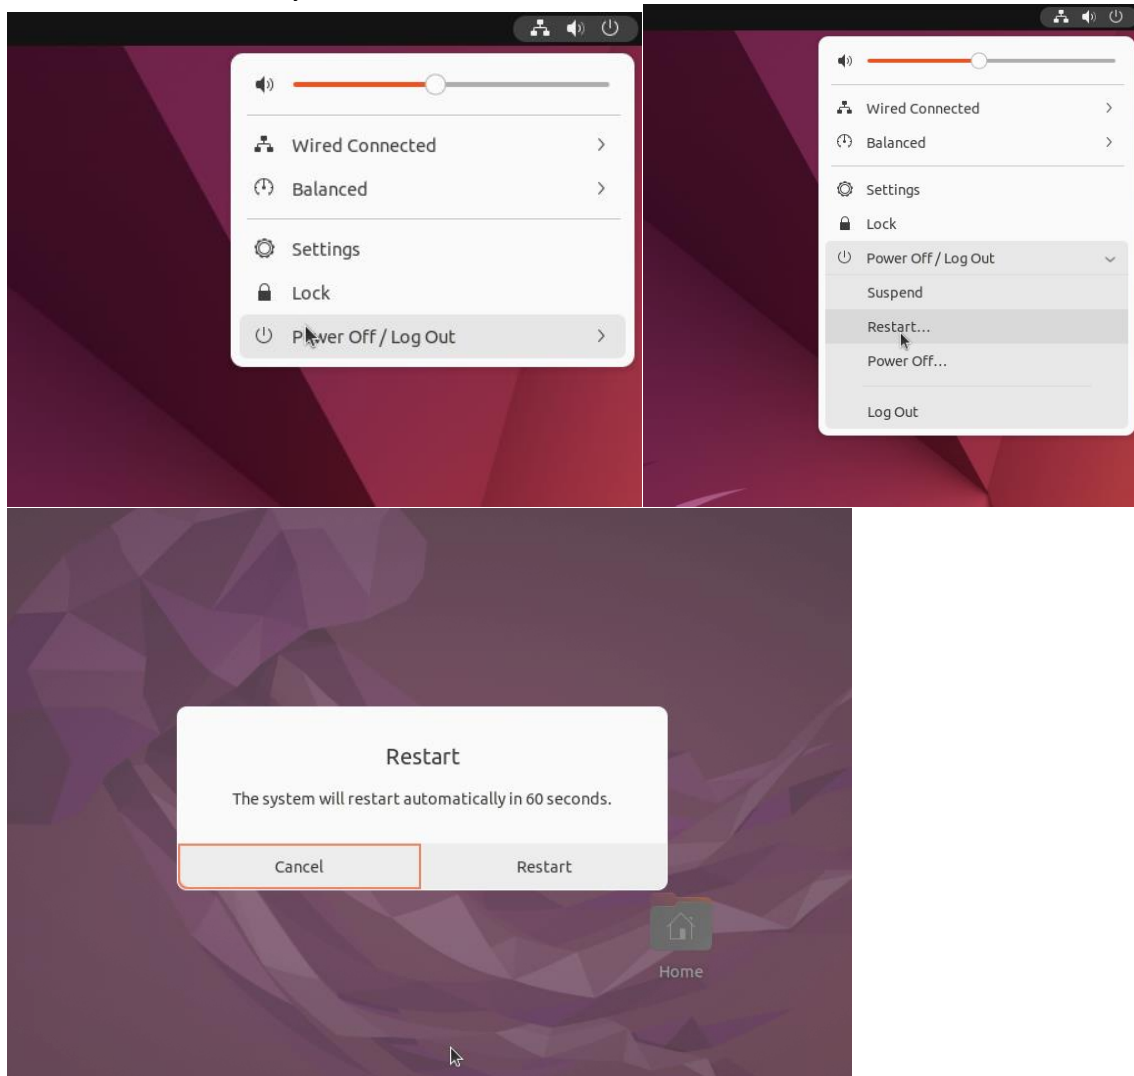 Wired Connected
Balanced
Settings
Lock
Power Off / Log Out
Wired Connected
Balanced
Settings
Lock
Power Off / Log Out
Suspend
Restart...
Power Off...
Log Out
Restart
The system will restart automatically in 60 seconds.
Cancel
Restart
Home